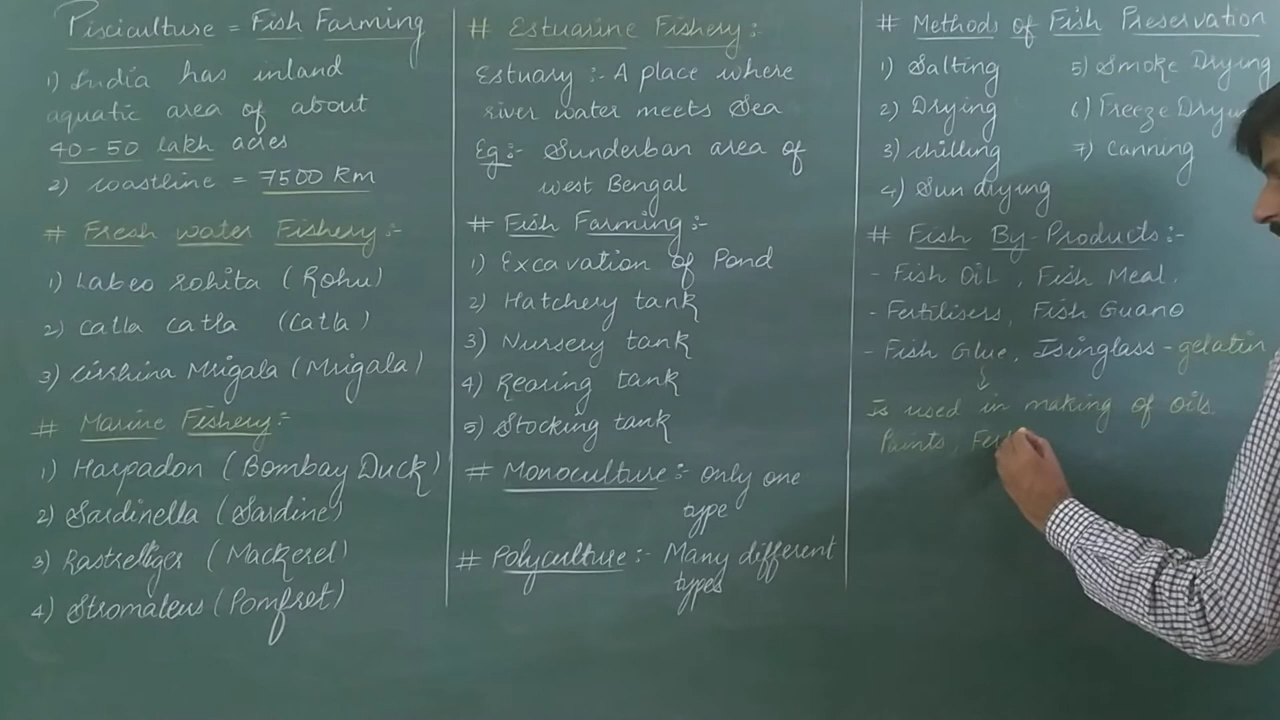 Pisciculture = Fish Farming
1) India has inland
aquatic area of about
40-50 lakh acres
2) coastline = 7500 Km
# Fresh water Fishery:-
1) Labeo rohita (Rohu)
2) Catla Catla (Catla)
3) Cirrhina Mrigala (Mrigala)
# Marine Fishery:-
1) Harpadon (Bombay Duck)
2) Sardinella (Sardine)
3) Rastrelliger (Mackerel)
4) Stromateus (Pomfret)
# Estuarine Fishery:-
Estuary :- A place where
river water meets Sea
Eg:- Sunderban area of
west Bengal
# Fish Farming:-
1) Excavation of Pond
2) Hatchery tank
3) Nursery tank
4) Rearing tank
5) Stocking tank
# Monoculture:- only one
type
# Polyculture:- Many different
types
# Methods of Fish Preservation
1) Salting 5) Smoke Drying
2) Drying 6) Freeze
3) chilling 7) Canning
4) Sun drying
# Fish By-Products:-
- Fish Oil, Fish Meal,
- Fertilisers, Fish Guano
- Fish Glue, Isinglass - gelatin
Is used in making of oils
Paints,